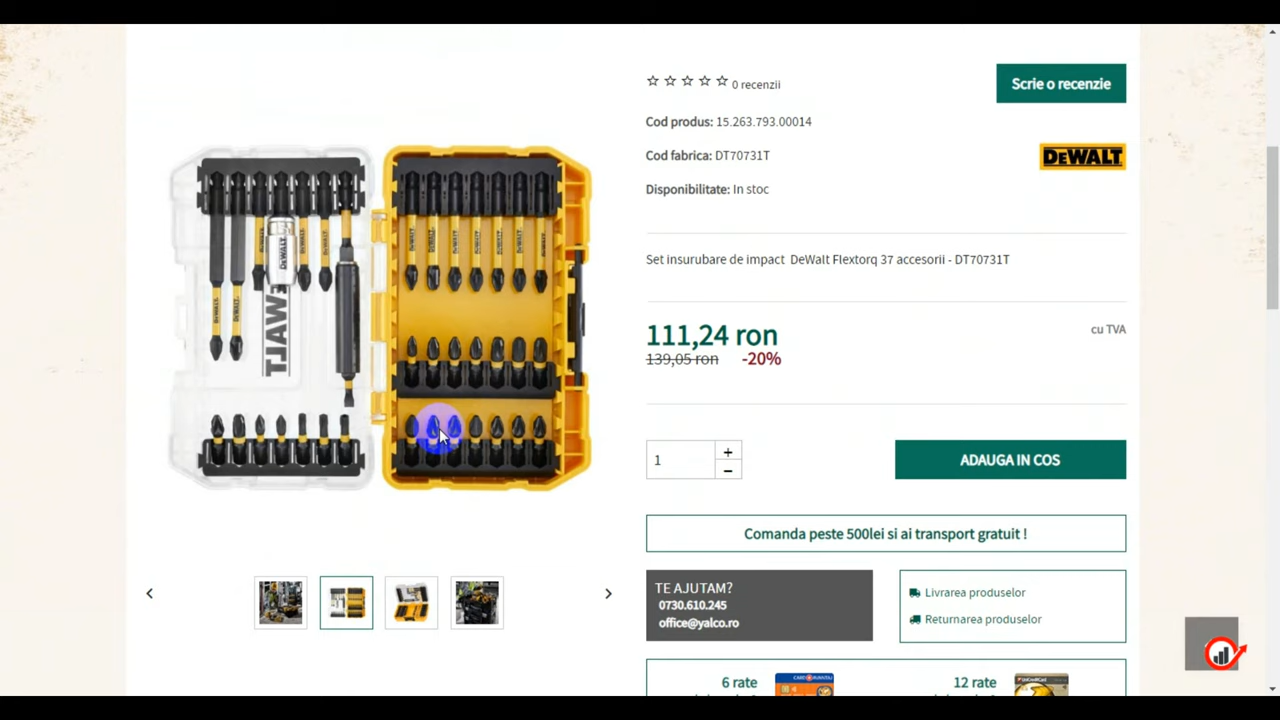 0 recenzii
Scrie o recenzie
Cod produs: 15.263.793.00014
Cod fabrica: DT70731T
DEWALT
Disponibilitate: In stoc
Set insurubare de impact DeWalt Flextorq 37 accesorii - DT70731T
111,24 ron
cu TVA
139,05 ron -20%
1
+
−
ADAUGA IN COS
Comanda peste 500lei si ai transport gratuit !
TE AJUTAM?
0730.610.245
office@yalco.ro
Livrarea produselor
Returnarea produselor
6 rate
12 rate
DEWALT